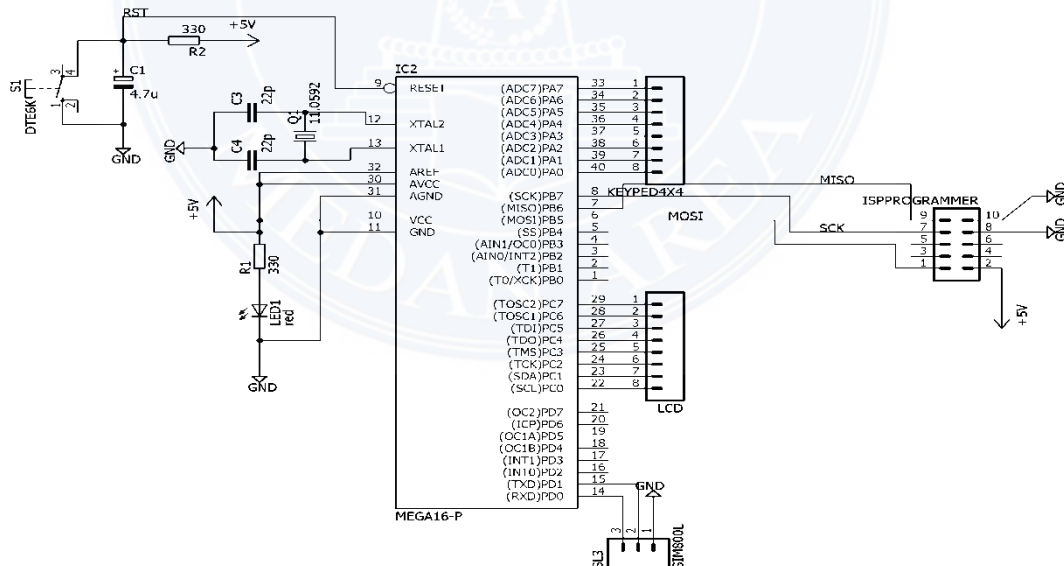 RST
330
+5V
R2
C1
4.7u
S1
3
4
1
2
DTE6K
GND
GND
C3
22p
C4
22p
Q1
11.0592
+5V
R1
330
LED1
red
GND
IC2
9
RESET
12
XTAL2
13
XTAL1
32
AREF
30
AVCC
31
AGND
10
VCC
11
GND
(ADC7)PA7 33 1
(ADC6)PA6 34 2
(ADC5)PA5 35 3
(ADC4)PA4 36 4
(ADC3)PA3 37 5
(ADC2)PA2 38 6
(ADC1)PA1 39 7
(ADC0)PA0 40 8
KEYPED4X4
(SCK)PB7 8
(MISO)PB6 7
(MOSI)PB5 6
(SS)PB4 5
(AIN1/OC0)PB3 4
(AIN0/INT2)PB2 3
(T1)PB1 2
(T0/XCK)PB0 1
(TOSC2)PC7 29 1
(TOSC1)PC6 28 2
(TDI)PC5 27 3
(TDO)PC4 26 4
(TMS)PC3 25 5
(TCK)PC2 24 6
(SDA)PC1 23 7
(SCL)PC0 22 8
LCD
(OC2)PD7 21
(ICP)PD6 20
(OC1A)PD5 19
(OC1B)PD4 18
(INT1)PD3 17
(INT0)PD2 16
(TXD)PD1 15
(RXD)PD0 14
MEGA16-P
GND
3 2 1
SL3
SIM800L
MISO
MOSI
SCK
ISPPROGRAMMER
9 10
7 8
5 6
3 4
1 2
GND
GND
+5V
A
MEDAN AREA